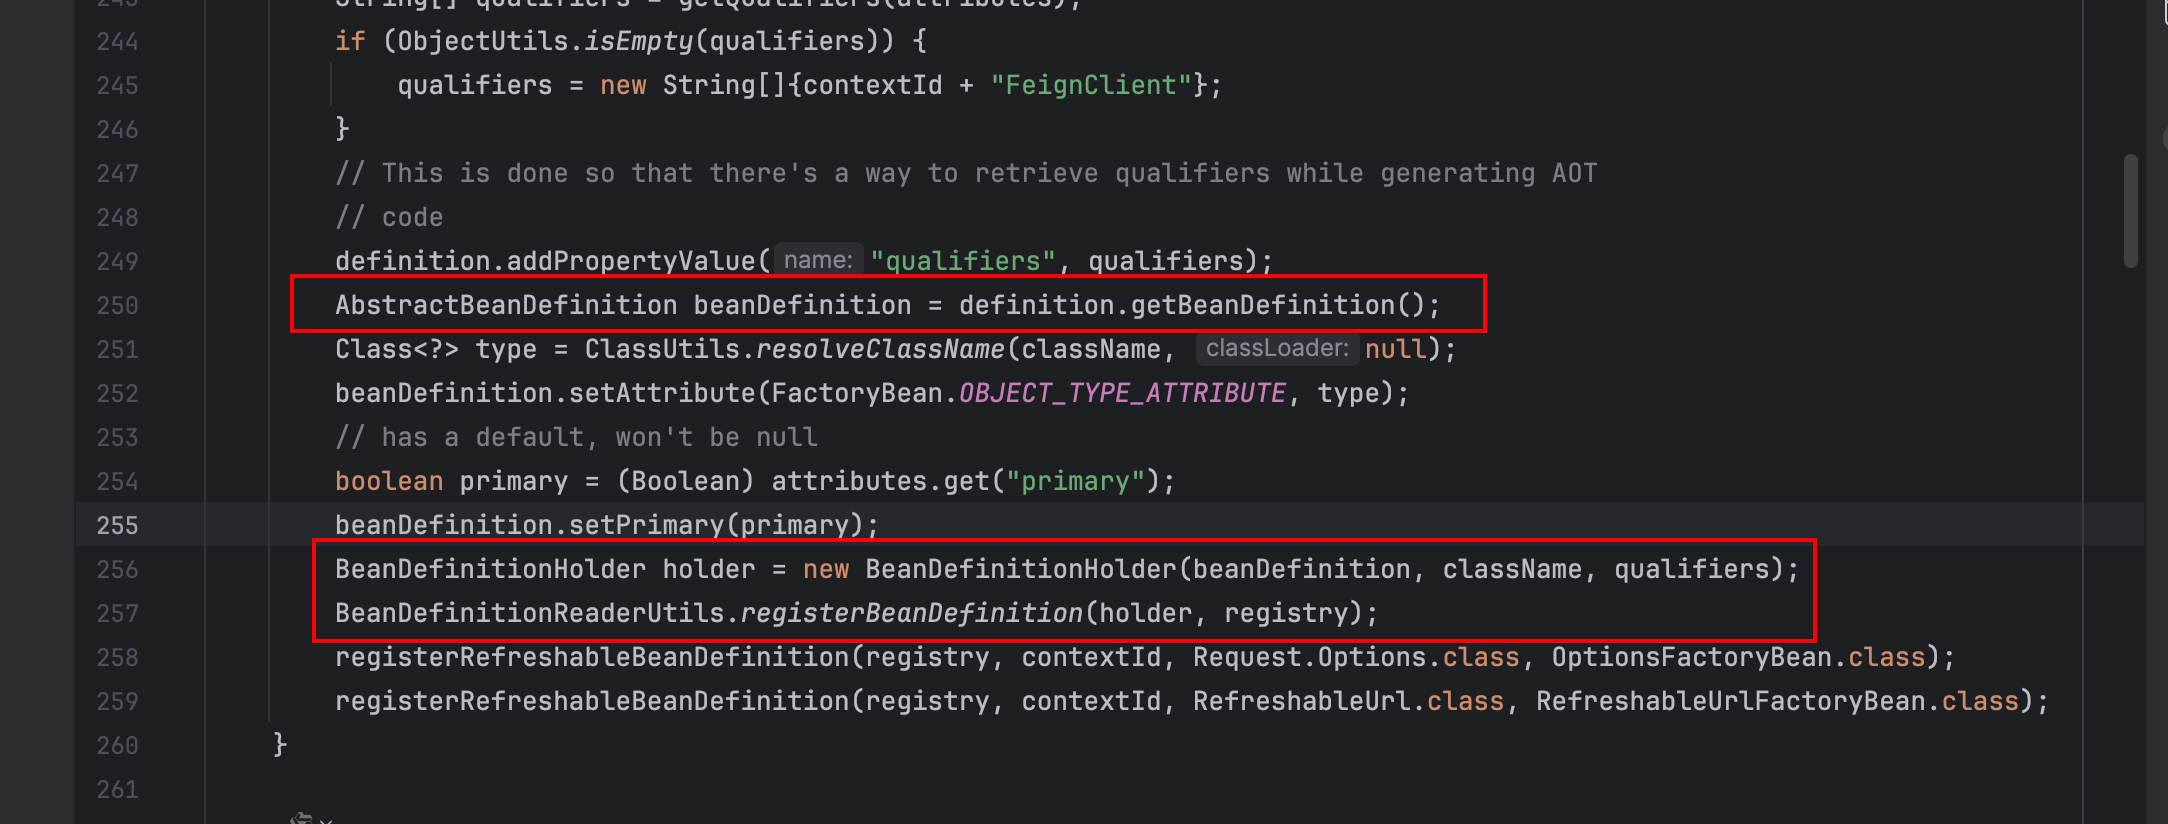 243 String[] qualifiers = getQualifiers(attributes);
244 if (ObjectUtils.isEmpty(qualifiers)) {
245 qualifiers = new String[]{contextId + "FeignClient"};
246 }
247 // This is done so that there's a way to retrieve qualifiers while generating AOT
248 // code
249 definition.addPropertyValue( name: "qualifiers", qualifiers);
250 AbstractBeanDefinition beanDefinition = definition.getBeanDefinition();
251 Class<?> type = ClassUtils.resolveClassName(className, classLoader: null);
252 beanDefinition.setAttribute(FactoryBean.OBJECT_TYPE_ATTRIBUTE, type);
253 // has a default, won't be null
254 boolean primary = (Boolean) attributes.get("primary");
255 beanDefinition.setPrimary(primary);
256 BeanDefinitionHolder holder = new BeanDefinitionHolder(beanDefinition, className, qualifiers);
257 BeanDefinitionReaderUtils.registerBeanDefinition(holder, registry);
258 registerRefreshableBeanDefinition(registry, contextId, Request.Options.class, OptionsFactoryBean.class);
259 registerRefreshableBeanDefinition(registry, contextId, RefreshableUrl.class, RefreshableUrlFactoryBean.class);
260 }
261